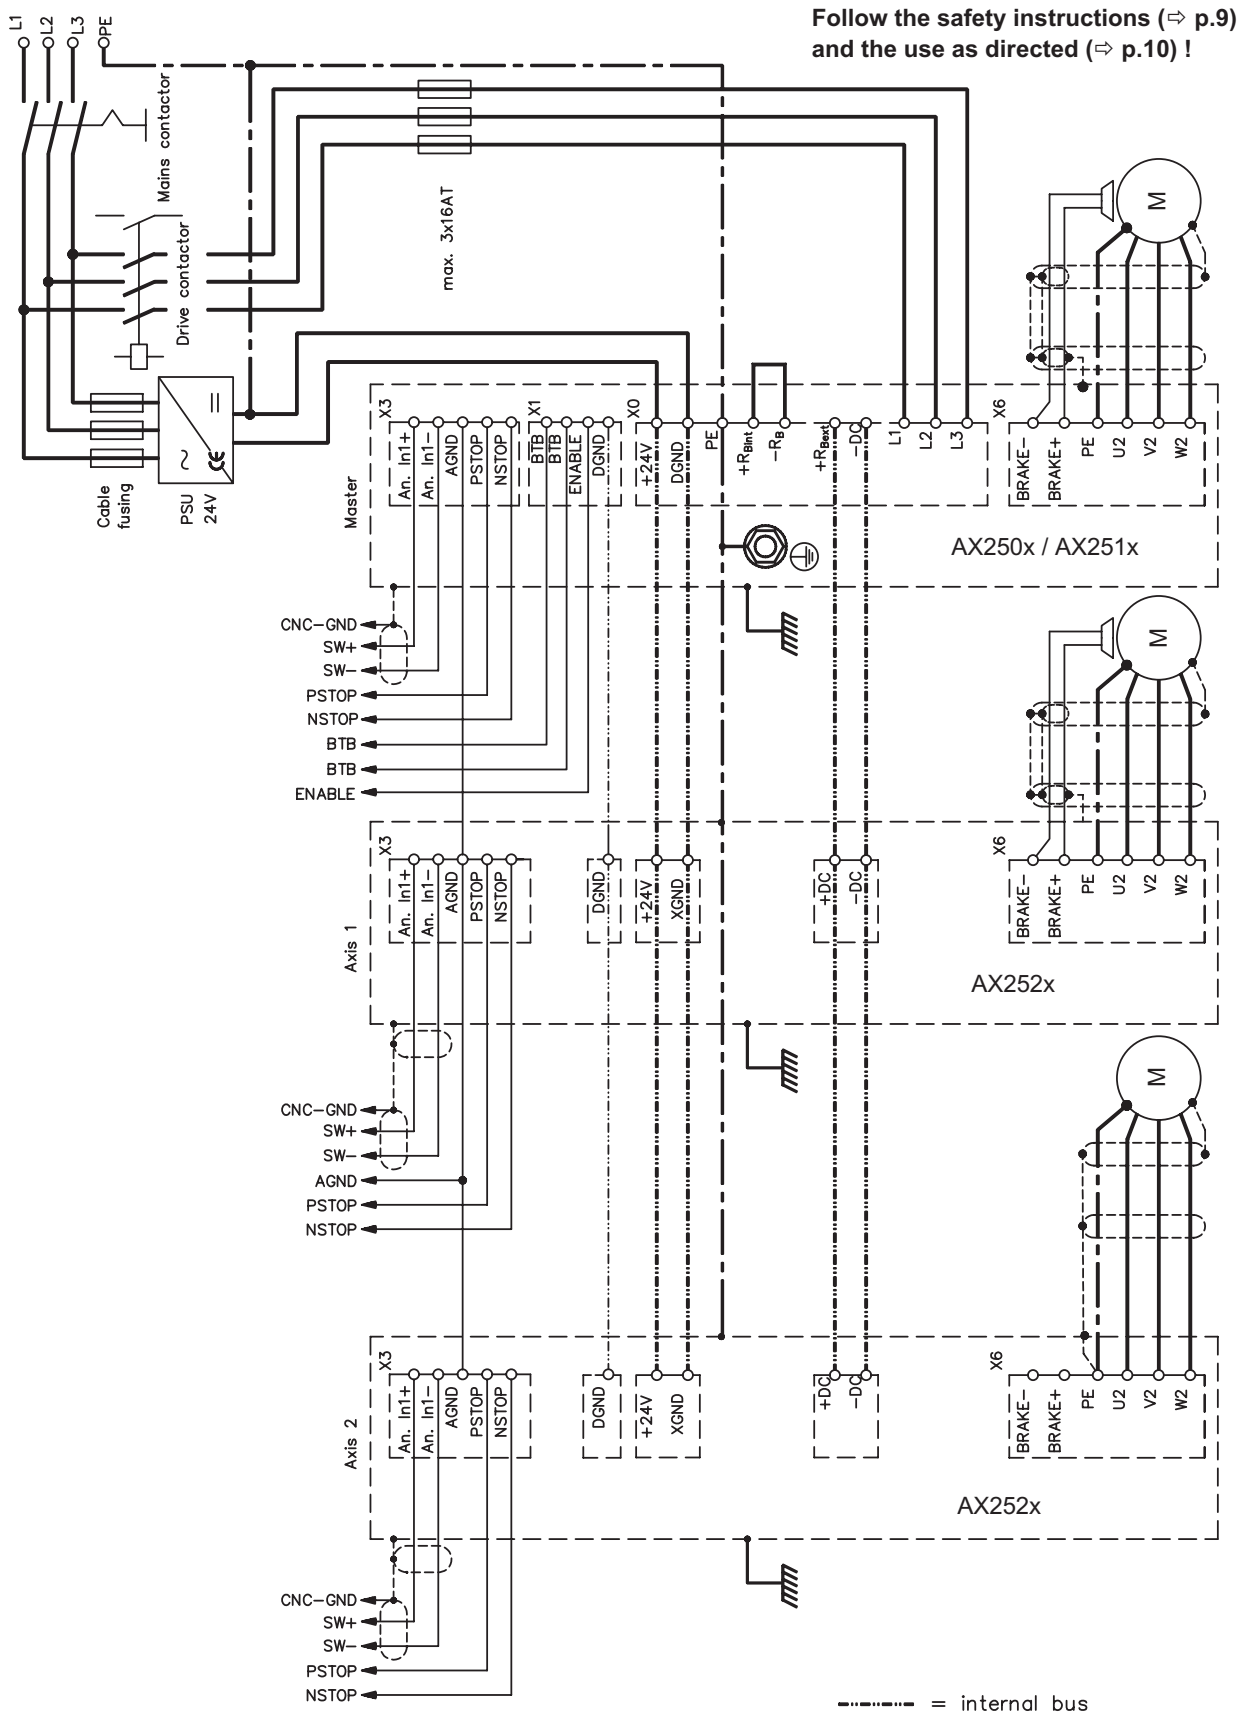 Follow the safety instructions (⇨ p.9)
and the use as directed (⇨ p.10) !
L1
L2
L3
PE
Mains contactor
Drive contactor
max. 3x16AT
M
Cable
fusing
PSU
24V
~
=
CE
Master
X3
An. In1+
An. In1-
AGND
PSTOP
NSTOP
X1
BTB
BTB
ENABLE
DGND
X0
+24V
DGND
PE
+RBint
-RB
+RBext
-DC
L1
L2
L3
X6
BRAKE-
BRAKE+
PE
U2
V2
W2
AX250x / AX251x
CNC-GND
SW+
SW-
PSTOP
NSTOP
BTB
BTB
ENABLE
M
Axis 1
X3
An. In1+
An. In1-
AGND
PSTOP
NSTOP
DGND
+24V
XGND
+DC
-DC
X6
BRAKE-
BRAKE+
PE
U2
V2
W2
AX252x
CNC-GND
SW+
SW-
AGND
PSTOP
NSTOP
M
Axis 2
X3
An. In1+
An. In1-
AGND
PSTOP
NSTOP
DGND
+24V
XGND
+DC
-DC
X6
BRAKE-
BRAKE+
PE
U2
V2
W2
AX252x
CNC-GND
SW+
SW-
PSTOP
NSTOP
= internal bus